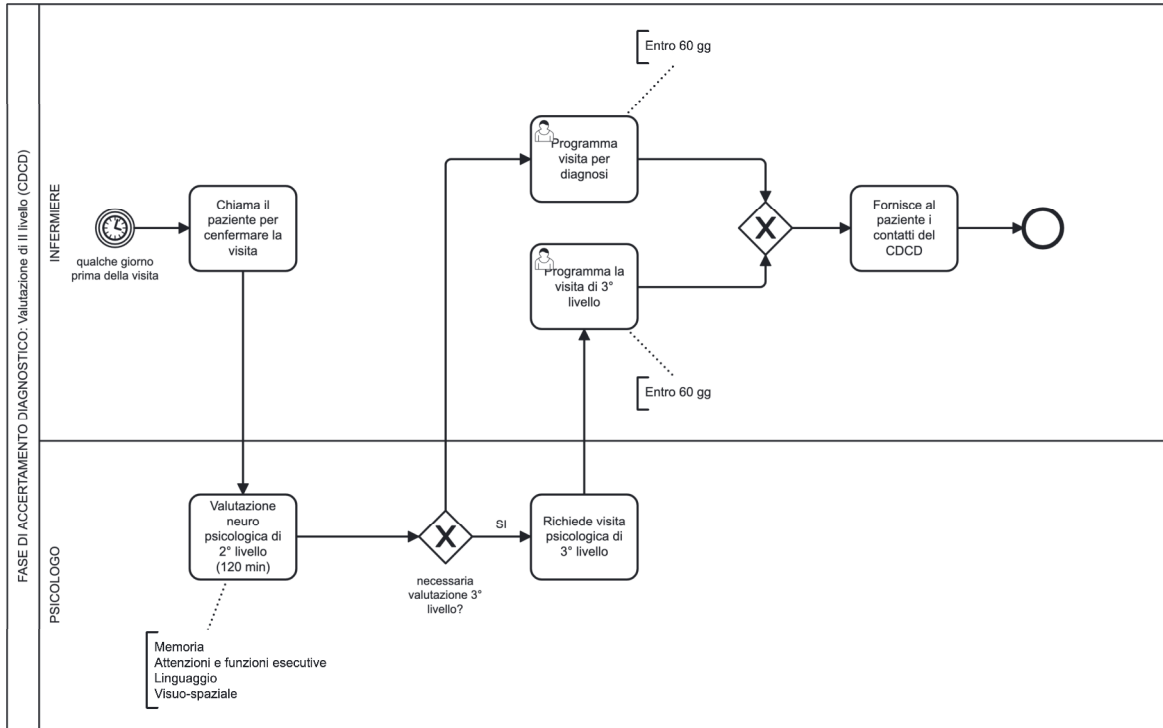 FASE DI ACCERTAMENTO DIAGNOSTICO: Valutazione di II livello (CDCD)
INFERMIERE
qualche giorno
prima della visita
Chiama il
paziente per
cenfermare la
visita
Entro 60 gg
Programma
visita per
diagnosi
Programma la
visita di 3°
livello
Entro 60 gg
X
Fornisce al
paziente i
contatti del
CDCD
PSICOLOGO
Valutazione
neuro
psicologica di
2° livello
(120 min)
Memoria
Attenzioni e funzioni esecutive
Linguaggio
Visuo-spaziale
X
necessaria
valutazione 3°
livello?
SI
Richiede visita
psicologica di
3° livello